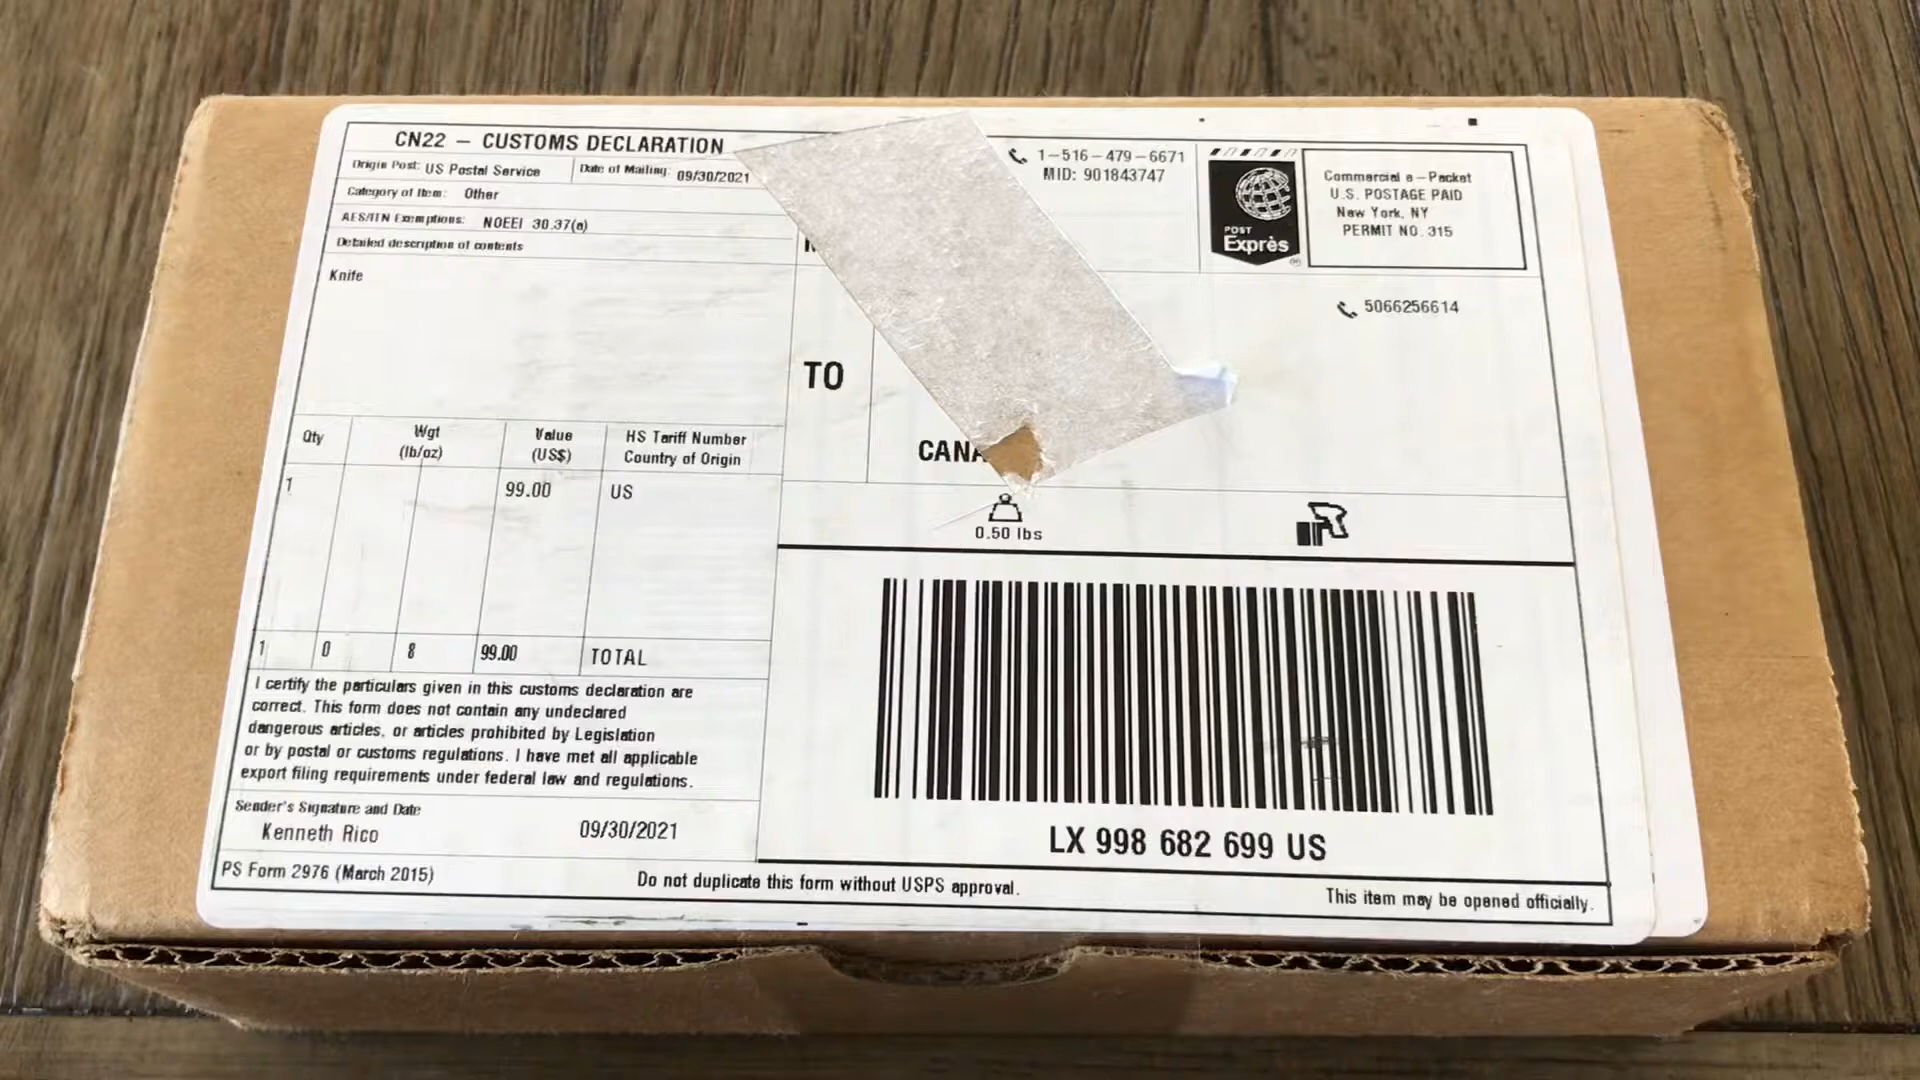 CN22 – CUSTOMS DECLARATION
Origin Post: US Postal Service
Date of Mailing: 09/30/2021
Category of Item: Other
AES/ITN Exemptions: NOEEI 30.37(a)
Detailed description of contents
Knife
Qty
Wgt
(lb/oz)
Value
(US$)
HS Tariff Number
Country of Origin
1 99.00 US
1 0 8 99.00 TOTAL
I certify the particulars given in this customs declaration are
correct. This form does not contain any undeclared
dangerous articles, or articles prohibited by Legislation
or by postal or customs regulations. I have met all applicable
export filing requirements under federal law and regulations.
Sender's Signature and Date
Kenneth Rico 09/30/2021
PS Form 2976 (March 2015)
Do not duplicate this form without USPS approval.
This item may be opened officially.
1-516-479-6671
MID: 901843747
POST
Exprès
Commercial e-Packet
U.S. POSTAGE PAID
New York, NY
PERMIT NO. 315
5066256614
TO
CANA
0.50 lbs
LX 998 682 699 US